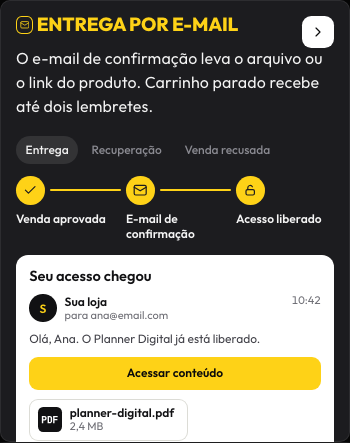 ENTREGA POR E-MAIL
O e-mail de confirmação leva o arquivo ou
o link do produto. Carrinho parado recebe
até dois lembretes.
Entrega Recuperação Venda recusada
Venda aprovada E-mail de confirmação Acesso liberado
Seu acesso chegou
S Sua loja 10:42
para ana@email.com
Olá, Ana. O Planner Digital já está liberado.
Acessar conteúdo
PDF planner-digital.pdf
2,4 MB